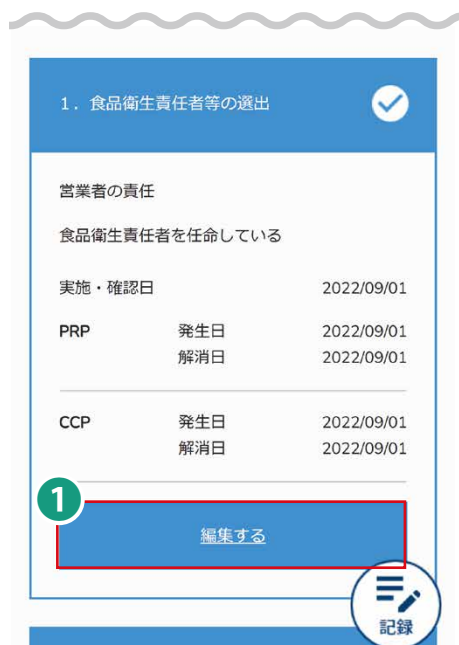 1．食品衛生責任者等の選出
営業者の責任
食品衛生責任者を任命している
実施・確認日 2022/09/01
PRP 発生日 2022/09/01
解消日 2022/09/01
CCP 発生日 2022/09/01
解消日 2022/09/01
1
編集する
記録